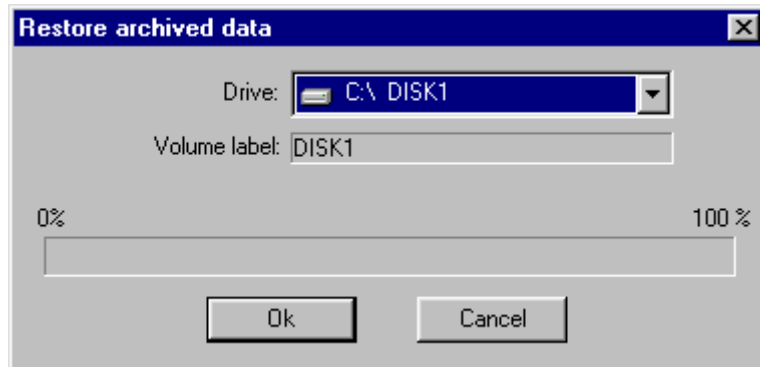 Restore archived data
Drive: C:\ DISK1
Volume label: DISK1
0% 100 %
Ok Cancel